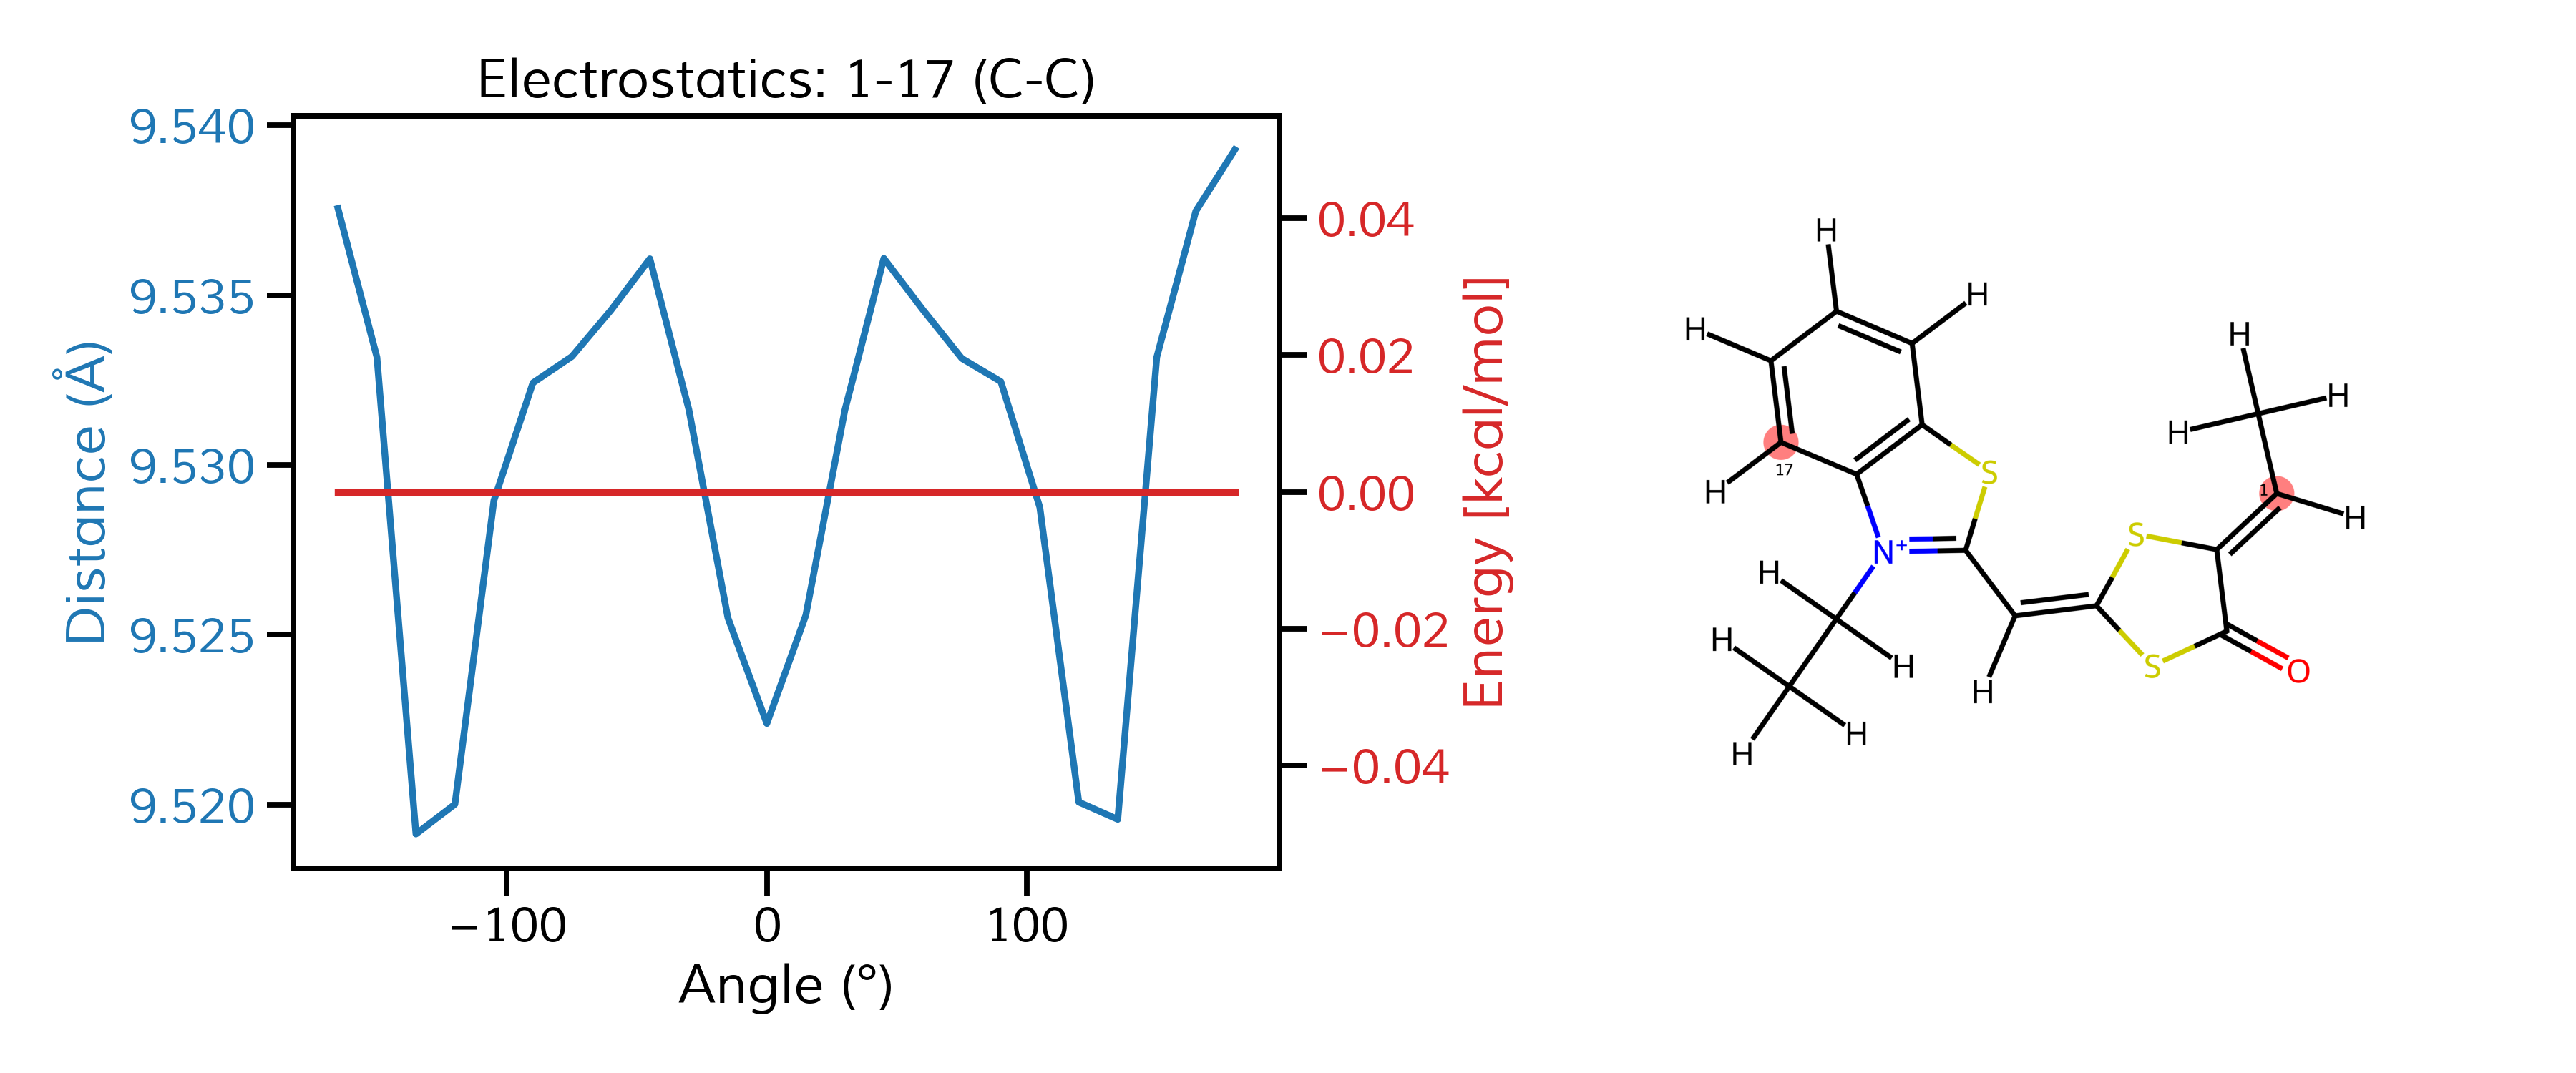 Electrostatics: 1-17 (C-C)
9.540
9.535
9.530
9.525
9.520
Distance (Å)
0.04
0.02
0.00
−0.02
−0.04
Energy [kcal/mol]
−100
0
100
Angle (°)
H
H
H
H
H
H
H
17
S
1
H
H
S
N+
H
H
H
S
O
H
H
H